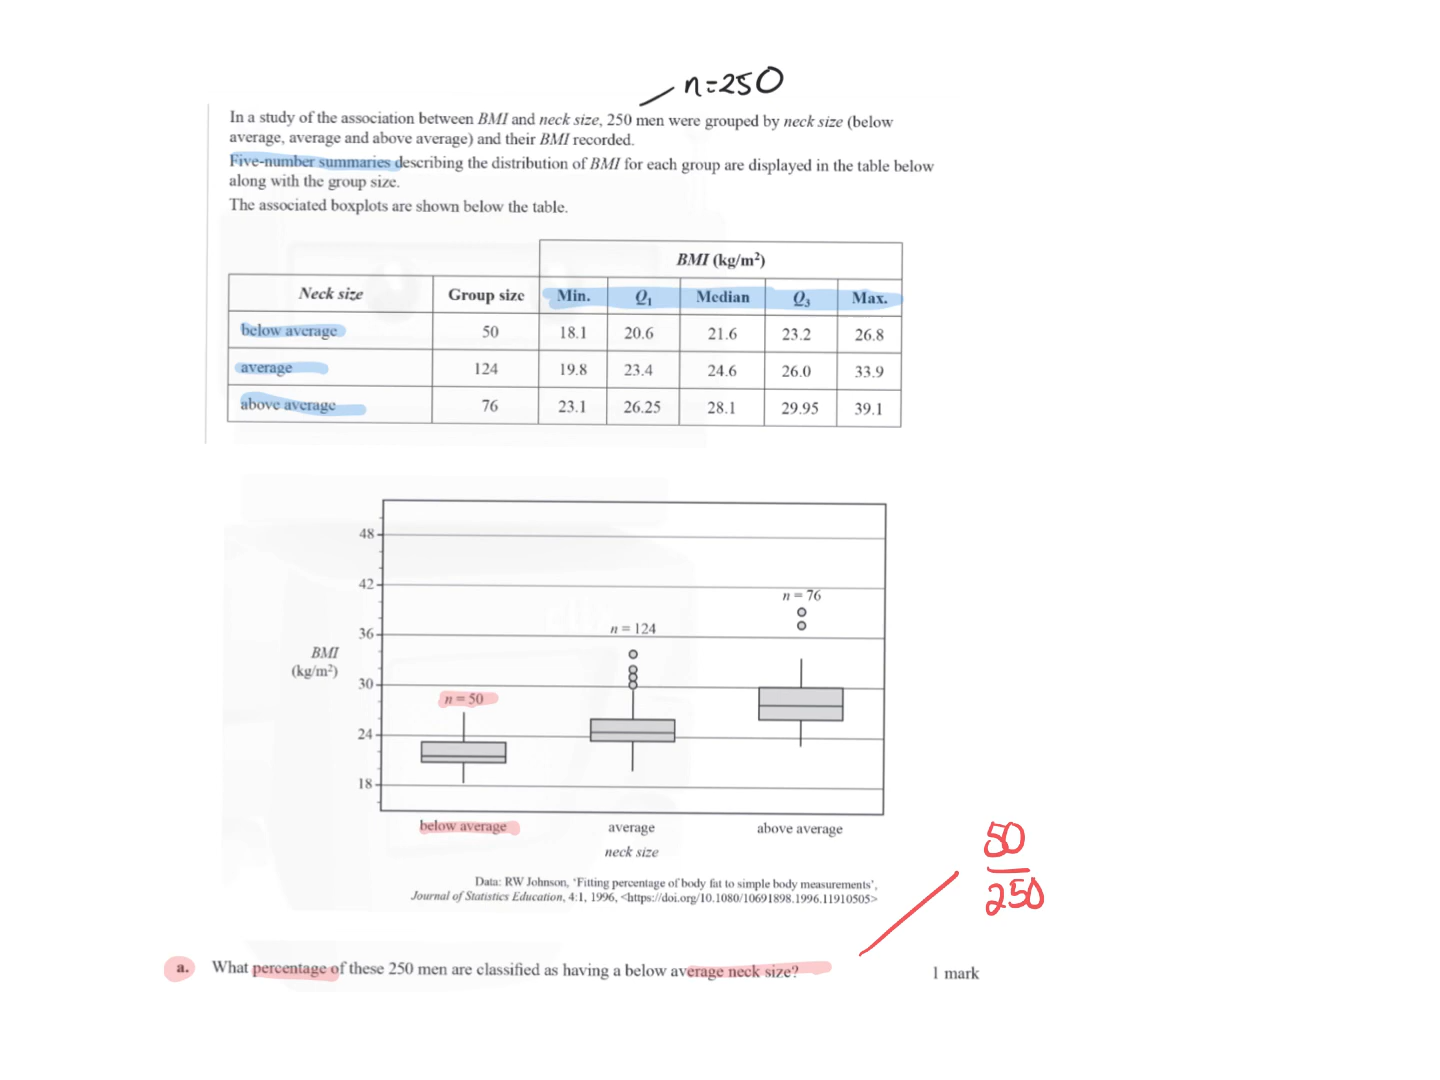 n=250
In a study of the association between BMI and neck size, 250 men were grouped by neck size (below
average, average and above average) and their BMI recorded.
Five-number summaries describing the distribution of BMI for each group are displayed in the table below
along with the group size.
The associated boxplots are shown below the table.
BMI (kg/m²)
Neck size Group size Min. Q₁ Median Q₃ Max.
below average 50 18.1 20.6 21.6 23.2 26.8
average 124 19.8 23.4 24.6 26.0 33.9
above average 76 23.1 26.25 28.1 29.95 39.1
48
42
n = 76
36
n = 124
BMI
(kg/m²)
30
n = 50
24
18
below average average above average
neck size
50
250
Data: RW Johnson, ‘Fitting percentage of body fat to simple body measurements’,
Journal of Statistics Education, 4:1, 1996, <https://doi.org/10.1080/10691898.1996.11910505>
a. What percentage of these 250 men are classified as having a below average neck size? 1 mark